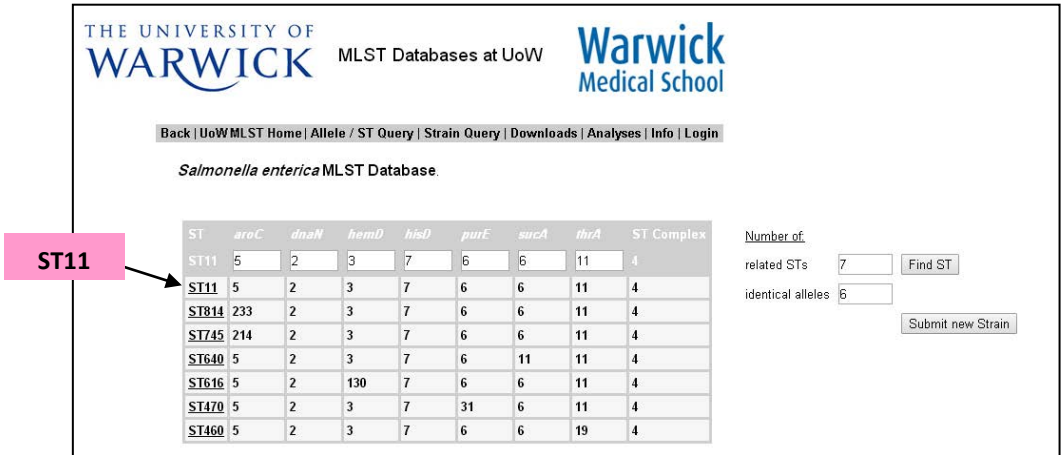 THE UNIVERSITY OF
WARWICK
MLST Databases at UoW
Warwick
Medical School
Back | UoW MLST Home | Allele / ST Query | Strain Query | Downloads | Analyses | Info | Login
Salmonella enterica MLST Database.
ST aroC dnaN hemD hisD purE sucA thrA ST Complex
ST11 5 2 3 7 6 6 11 4
ST11 5 2 3 7 6 6 11 4
ST814 233 2 3 7 6 6 11 4
ST745 214 2 3 7 6 6 11 4
ST640 5 2 3 7 6 11 11 4
ST616 5 2 130 7 6 6 11 4
ST470 5 2 3 7 31 6 11 4
ST460 5 2 3 7 6 6 19 4
Number of:
related STs 7 Find ST
identical alleles 6
Submit new Strain
ST11